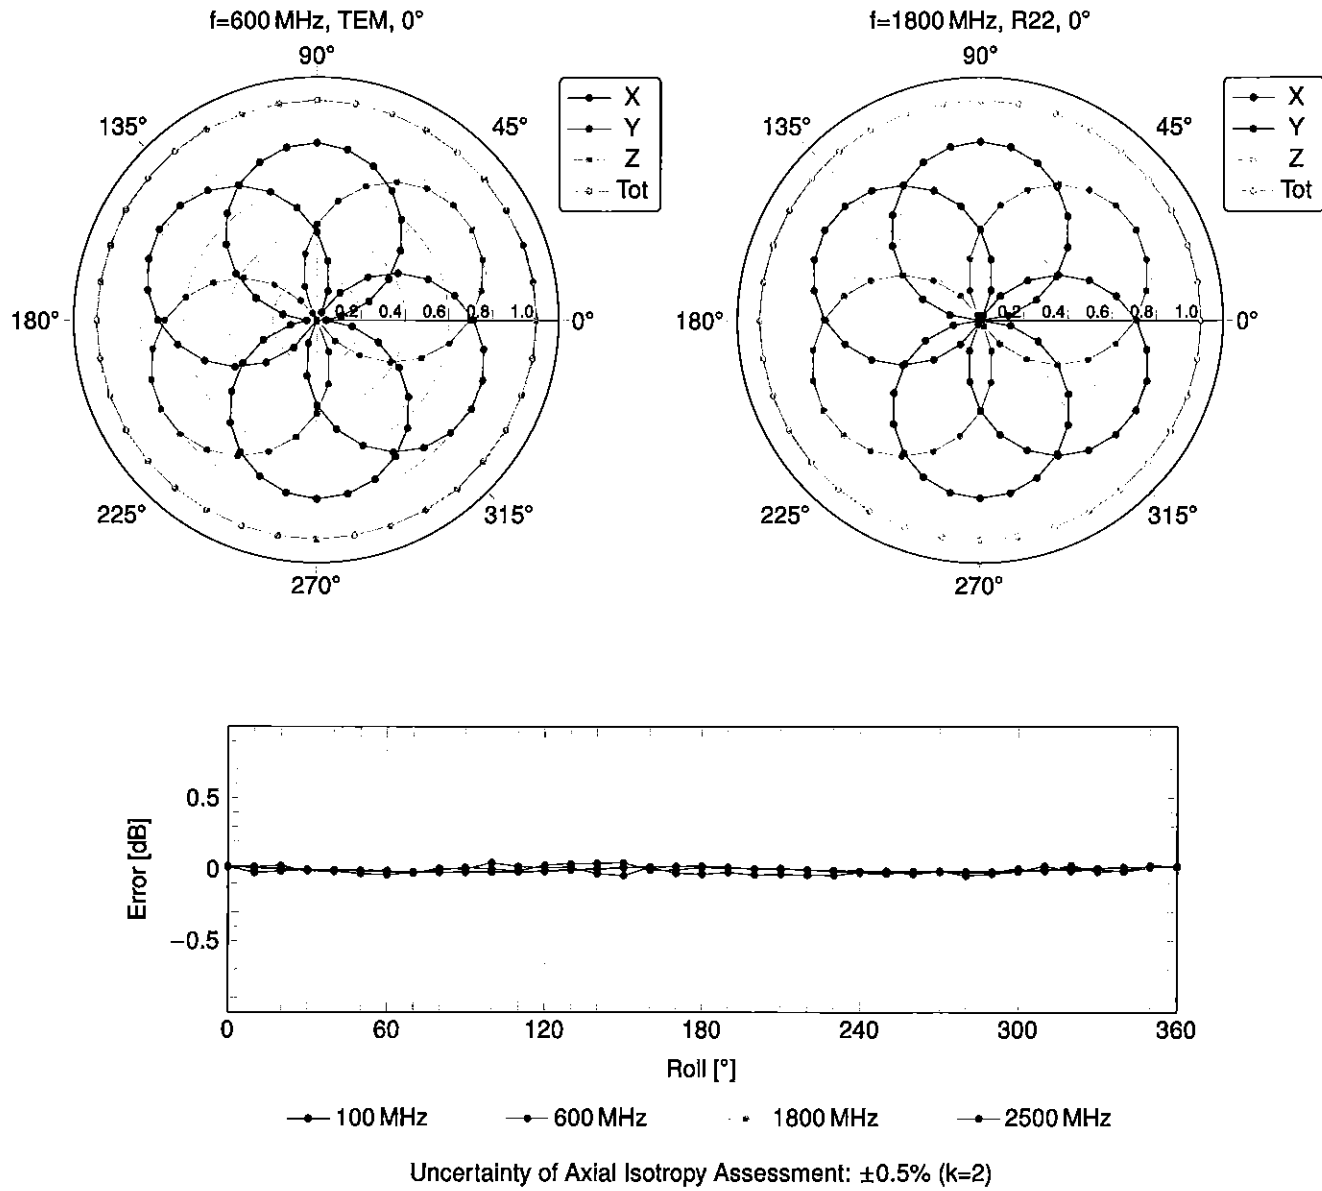 f=600 MHz, TEM, 0°
90°
135°
45°
X
Y
Z
Tot
180°
0.2 0.4 0.6 0.8 1.0
0°
225°
315°
270°
f=1800 MHz, R22, 0°
90°
135°
45°
X
Y
Z
Tot
180°
0.2 0.4 0.6 0.8 1.0
0°
225°
315°
270°
Error [dB]
0.5
0
−0.5
0 60 120 180 240 300 360
Roll [°]
100 MHz 600 MHz 1800 MHz 2500 MHz
Uncertainty of Axial Isotropy Assessment: ±0.5% (k=2)